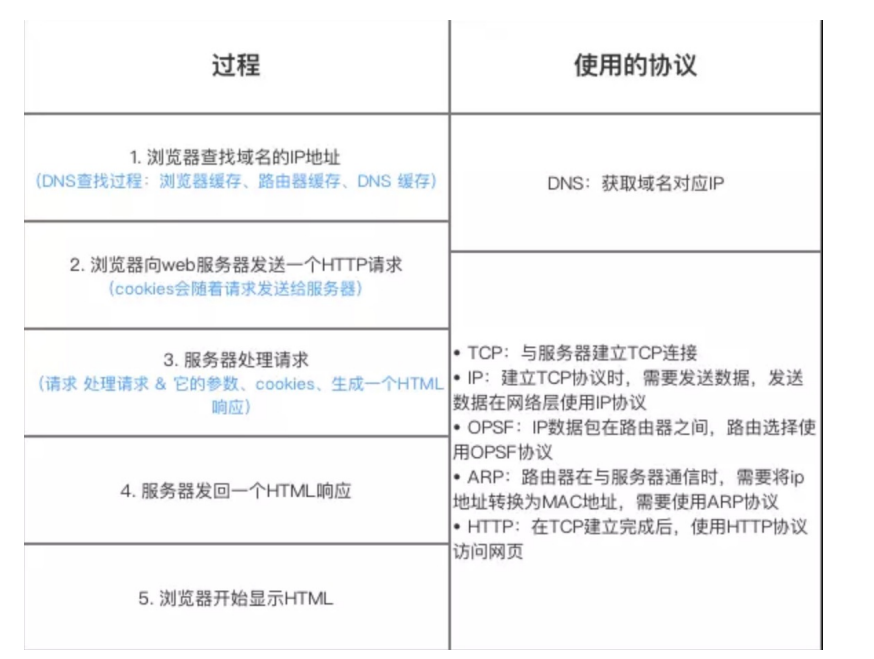 过程
使用的协议
1. 浏览器查找域名的IP地址
（DNS查找过程：浏览器缓存、路由器缓存、DNS 缓存）
DNS：获取域名对应IP
2. 浏览器向web服务器发送一个HTTP请求
（cookies会随着请求发送给服务器）
3. 服务器处理请求
（请求 处理请求 & 它的参数、cookies、生成一个HTML
响应）
4. 服务器发回一个HTML响应
5. 浏览器开始显示HTML
• TCP：与服务器建立TCP连接
• IP：建立TCP协议时，需要发送数据，发送
数据在网络层使用IP协议
• OPSF：IP数据包在路由器之间，路由选择使
用OPSF协议
• ARP：路由器在与服务器通信时，需要将ip
地址转换为MAC地址，需要使用ARP协议
• HTTP：在TCP建立完成后，使用HTTP协议
访问网页